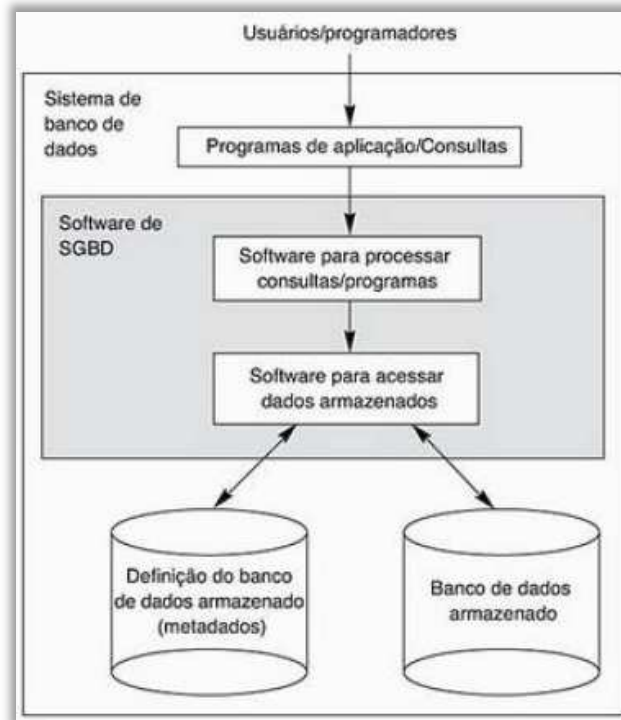 Usuários/programadores
Sistema de
banco de
dados
Programas de aplicação/Consultas
Software de
SGBD
Software para processar
consultas/programas
Software para acessar
dados armazenados
Definição do banco
de dados armazenado
(metadados)
Banco de dados
armazenado